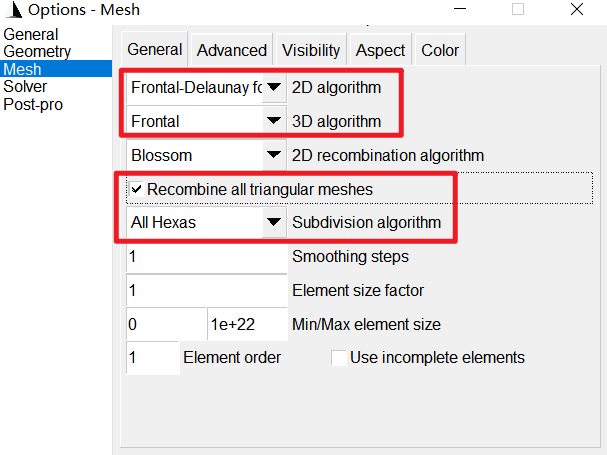 Options - Mesh
General
Geometry
Mesh
Solver
Post-pro
General Advanced Visibility Aspect Color
Frontal-Delaunay fo 2D algorithm
Frontal 3D algorithm
Blossom 2D recombination algorithm
Recombine all triangular meshes
All Hexas Subdivision algorithm
1 Smoothing steps
1 Element size factor
0 1e+22 Min/Max element size
1 Element order Use incomplete elements